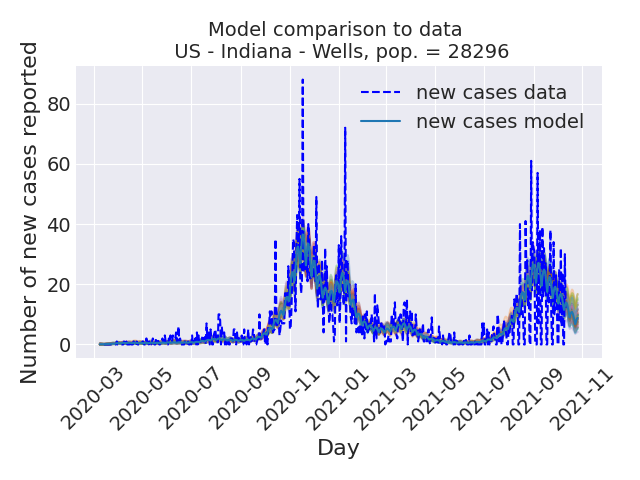 Model comparison to data
US - Indiana - Wells, pop. = 28296
new cases data
new cases model
Number of new cases reported
80
60
40
20
0
2020-03
2020-05
2020-07
2020-09
2020-11
2021-01
2021-03
2021-05
2021-07
2021-09
2021-11
Day